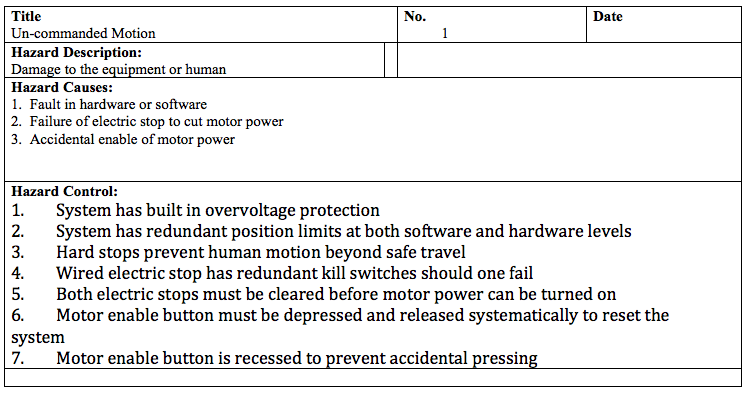 Title No. Date
Un-commanded Motion 1
Hazard Description:
Damage to the equipment or human
Hazard Causes:
1. Fault in hardware or software
2. Failure of electric stop to cut motor power
3. Accidental enable of motor power
Hazard Control:
1. System has built in overvoltage protection
2. System has redundant position limits at both software and hardware levels
3. Hard stops prevent human motion beyond safe travel
4. Wired electric stop has redundant kill switches should one fail
5. Both electric stops must be cleared before motor power can be turned on
6. Motor enable button must be depressed and released systematically to reset the
system
7. Motor enable button is recessed to prevent accidental pressing